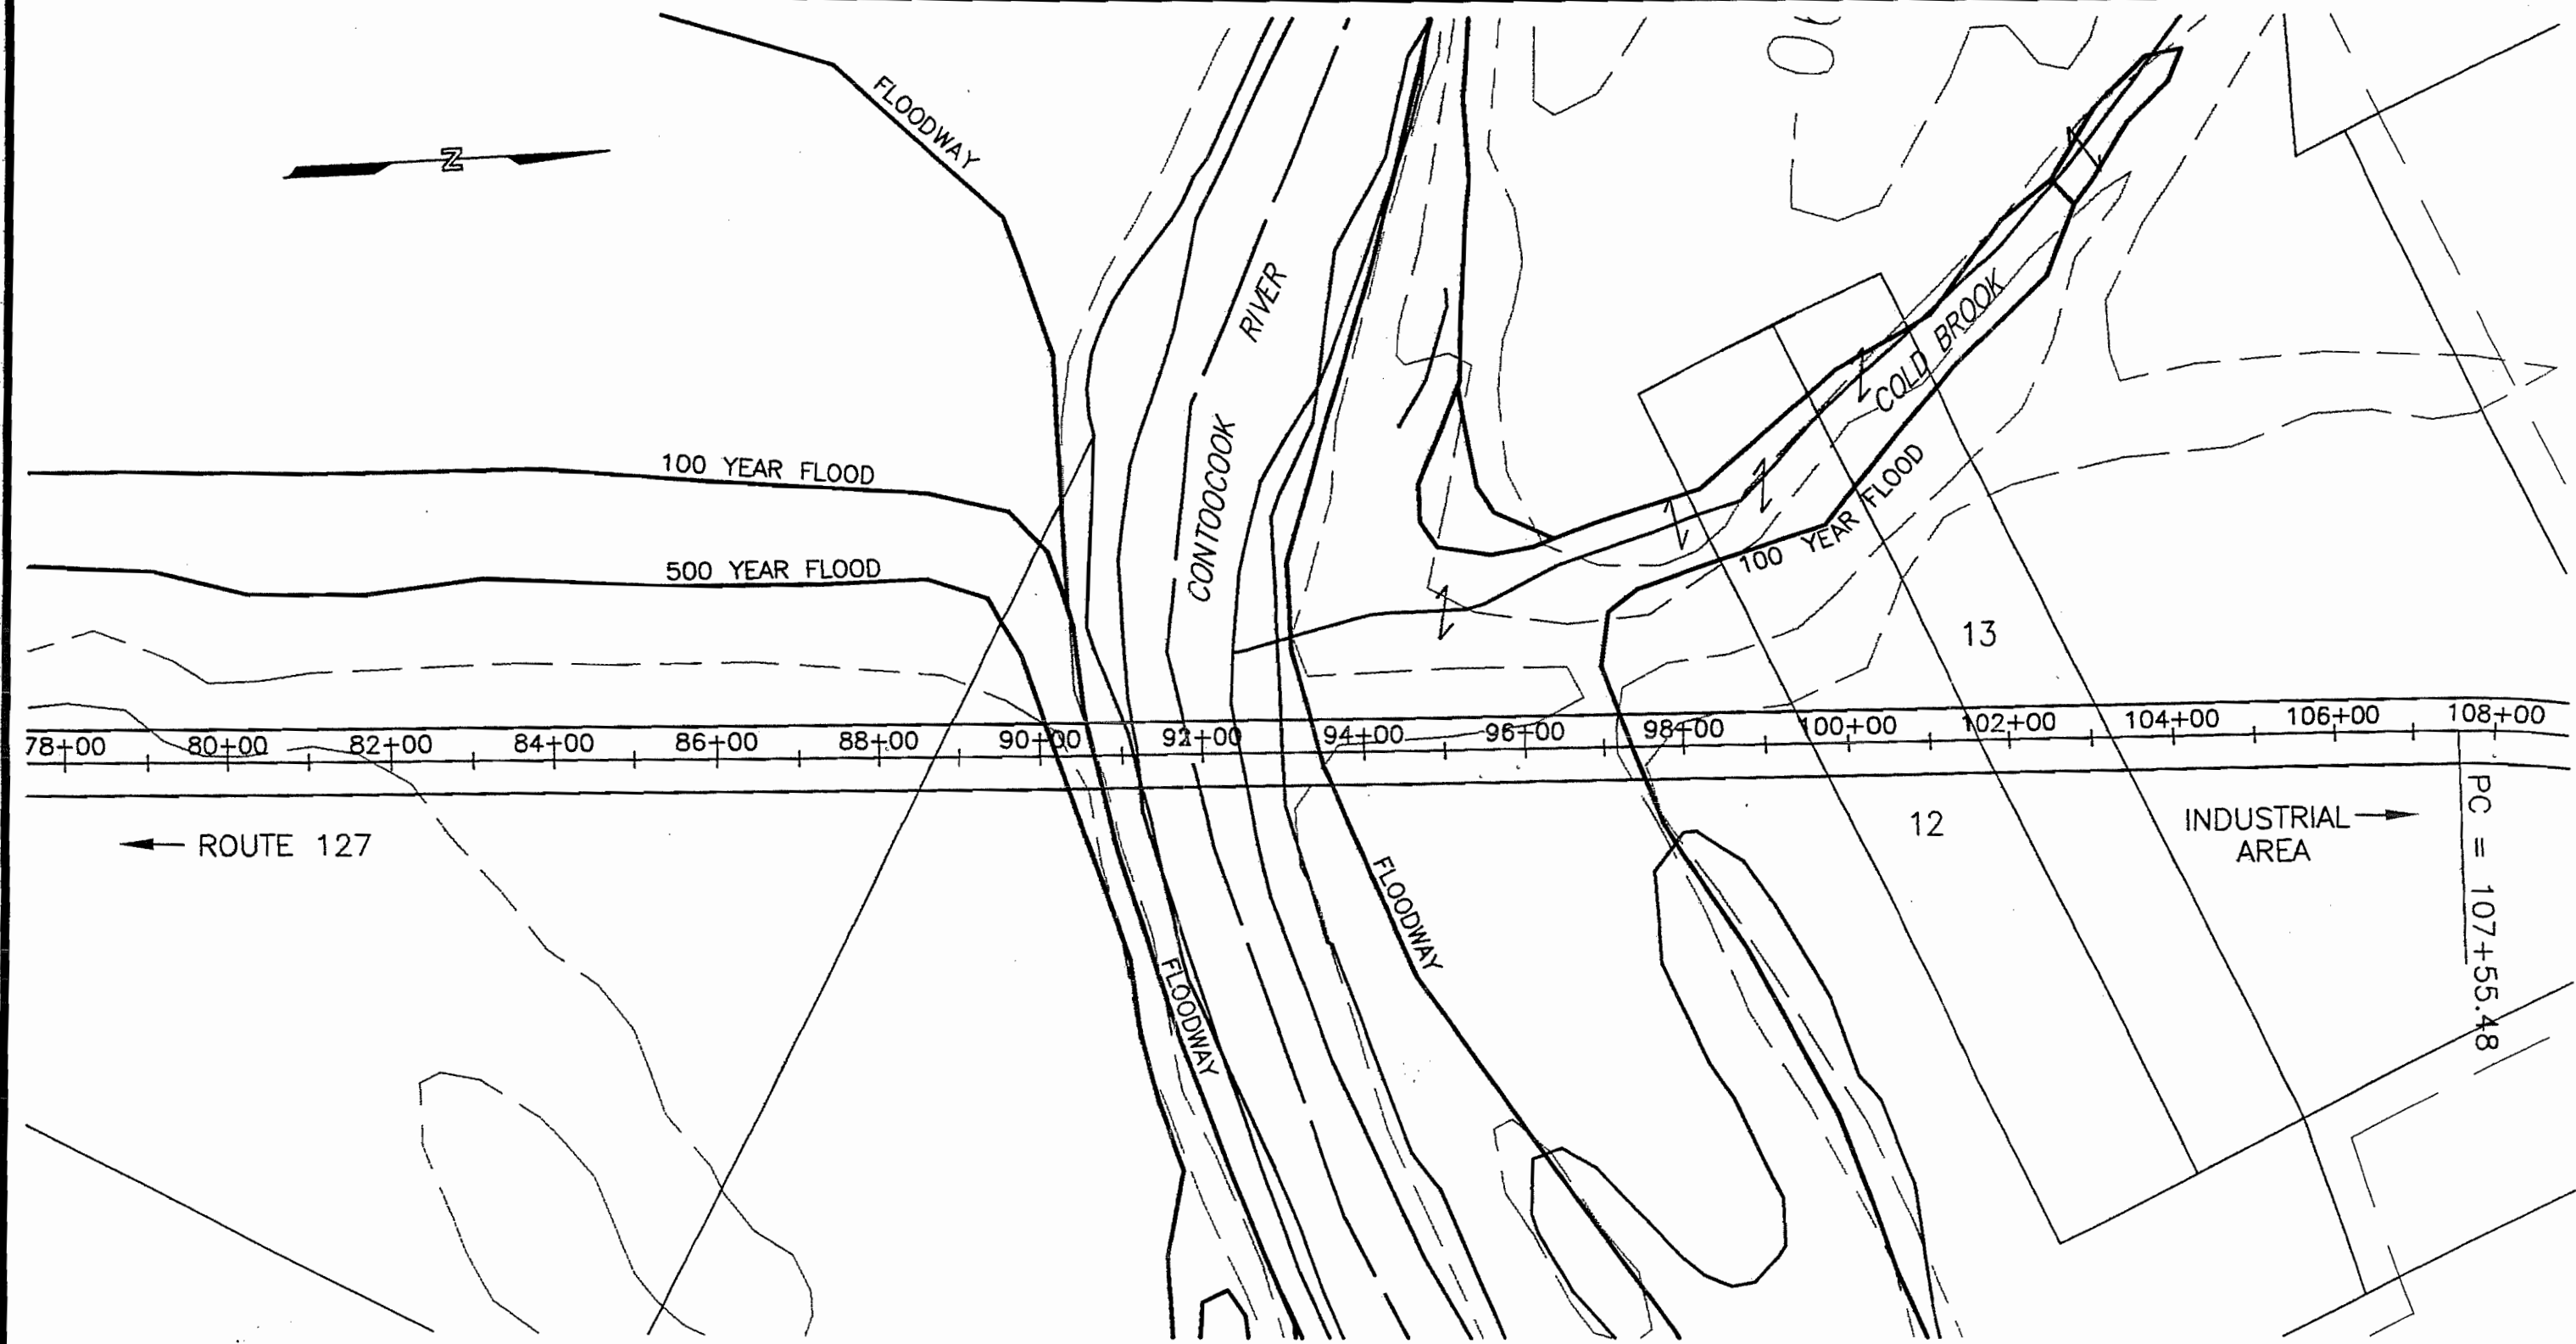 FLOODWAY
N
RIVER
COLD BROOK
CONTOOCOOK
100 YEAR FLOOD
100 YEAR FLOOD
500 YEAR FLOOD
13
78+00 80+00 82+00 84+00 86+00 88+00 90+00 92+00 94+00 96+00 98+00 100+00 102+00 104+00 106+00 108+00
PC = 107+55.48
12
INDUSTRIAL
AREA
ROUTE 127
FLOODWAY
FLOODWAY